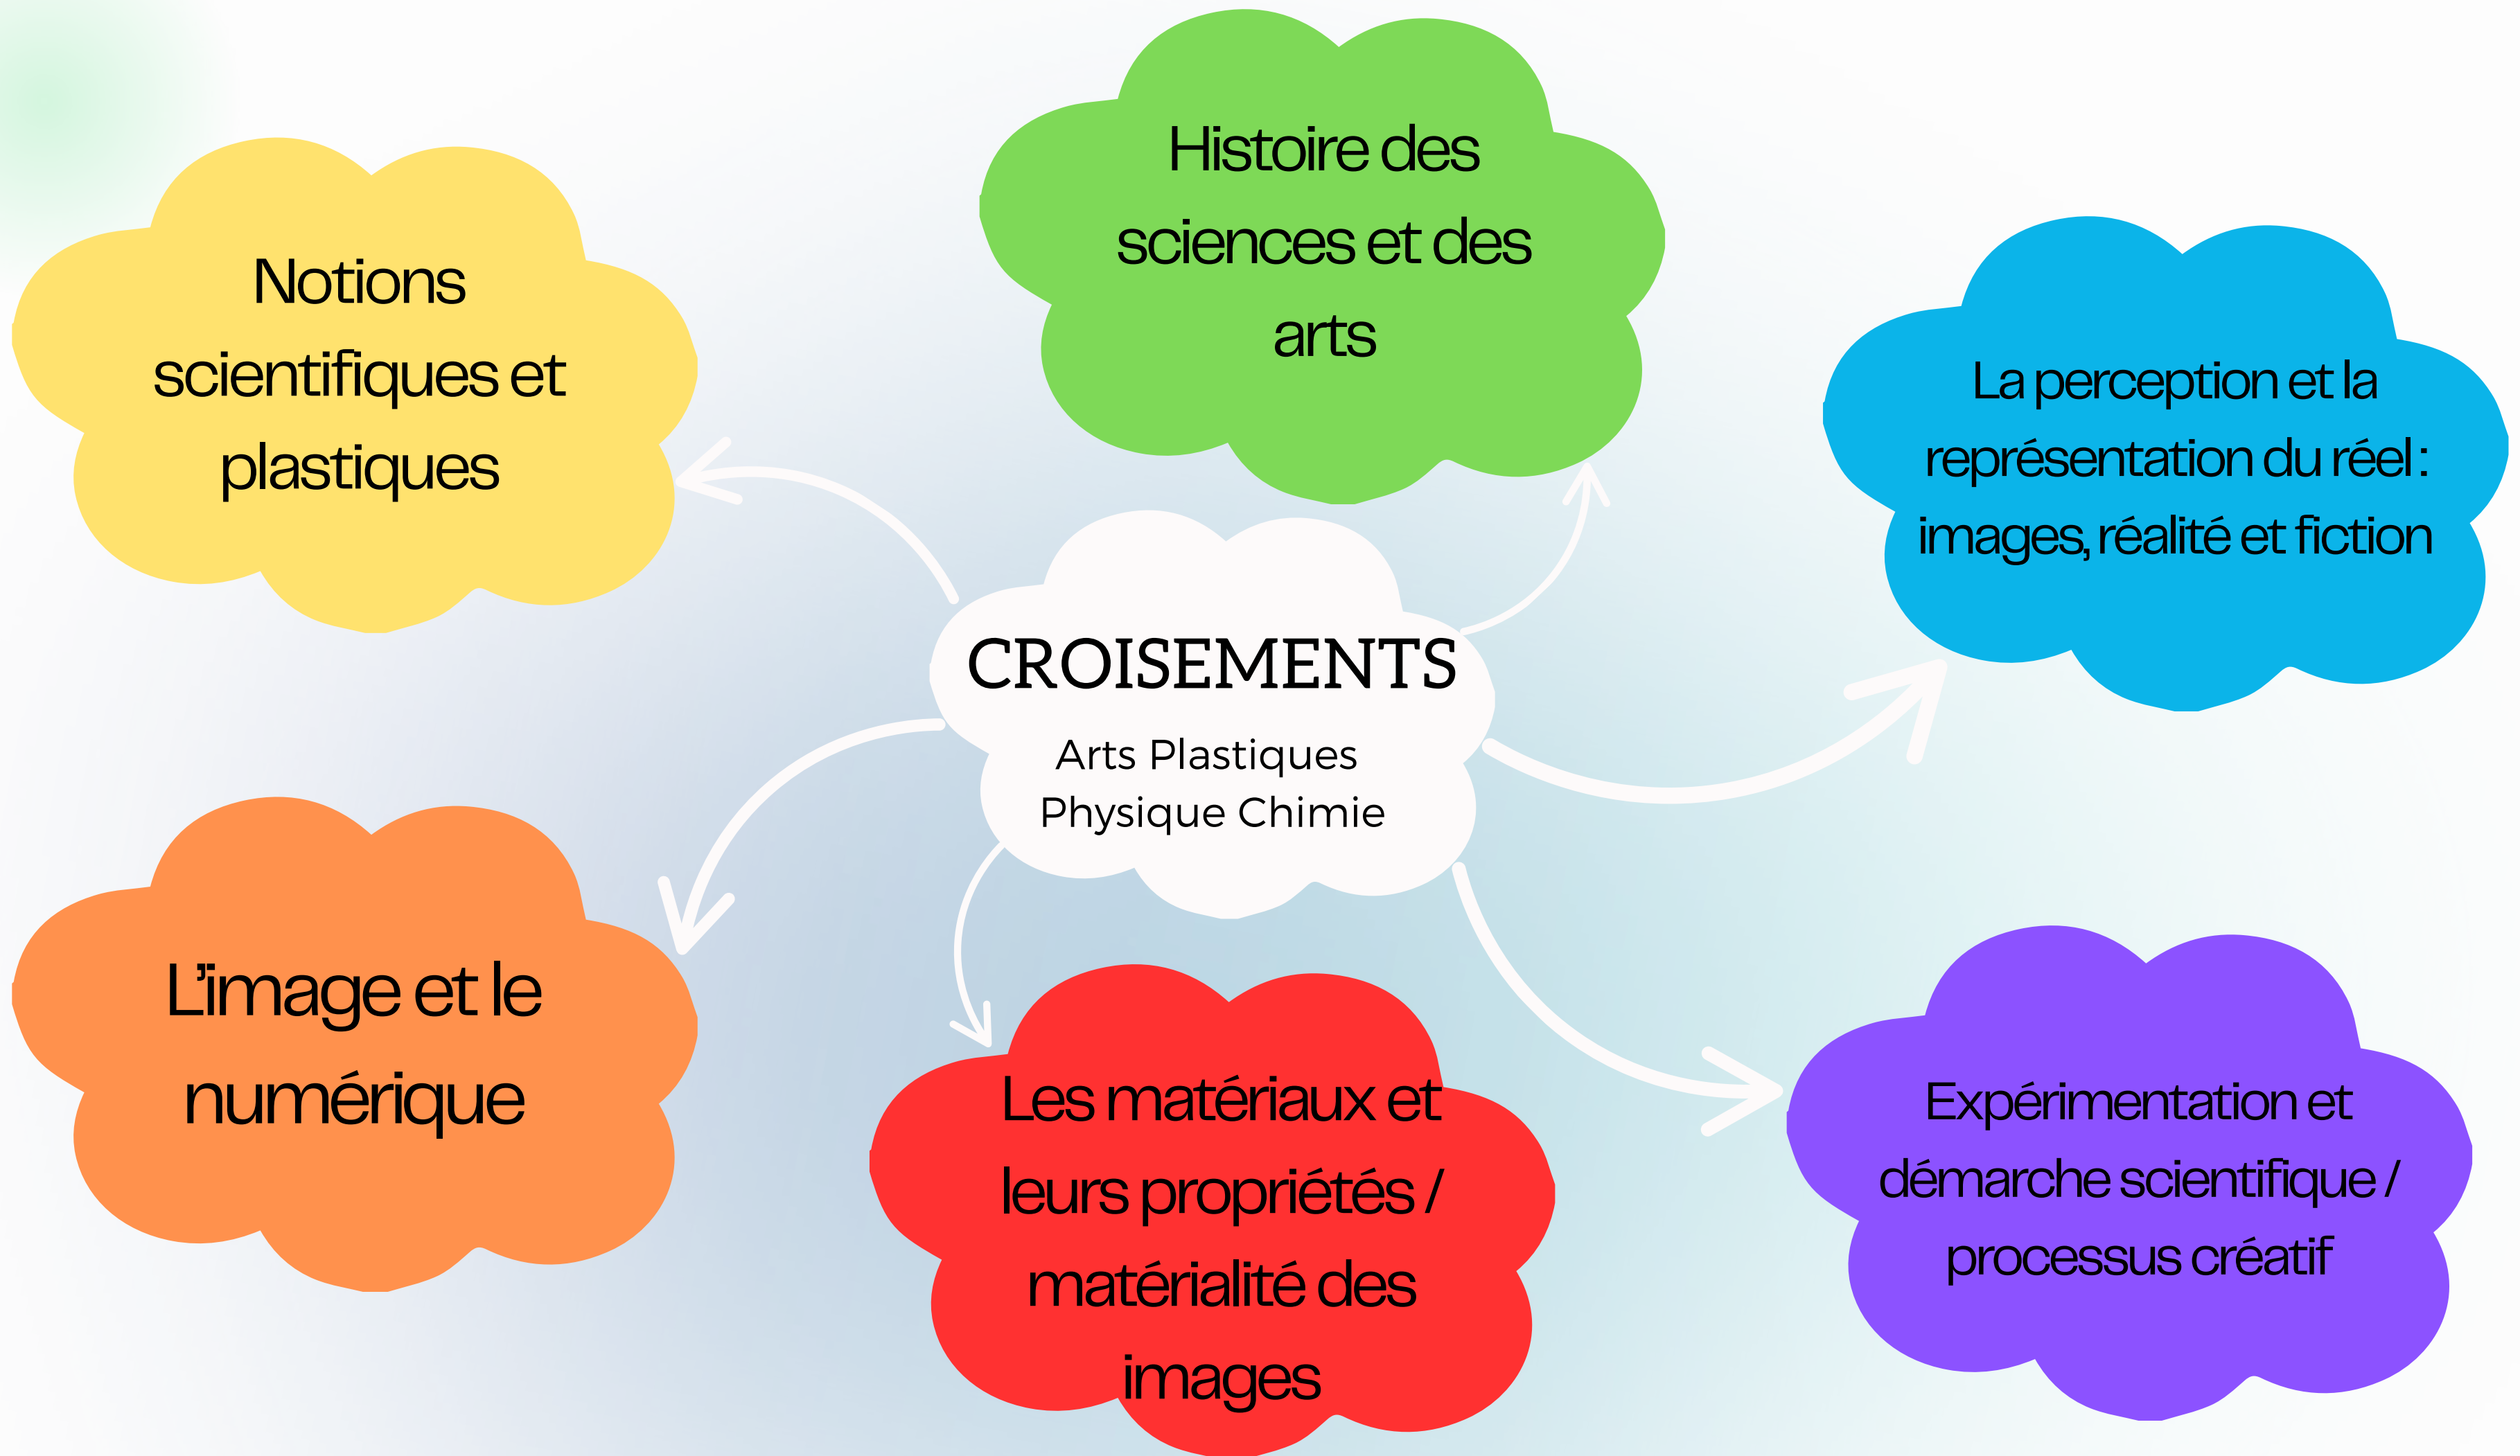 Histoire des
sciences et des
arts
Notions
scientifiques et
plastiques
La perception et la
représentation du réel :
images, réalité et fiction
CROISEMENTS
Arts Plastiques
Physique Chimie
L'image et le
numérique
Les matériaux et
leurs propriétés /
matérialité des
images
Expérimentation et
démarche scientifique /
processus créatif